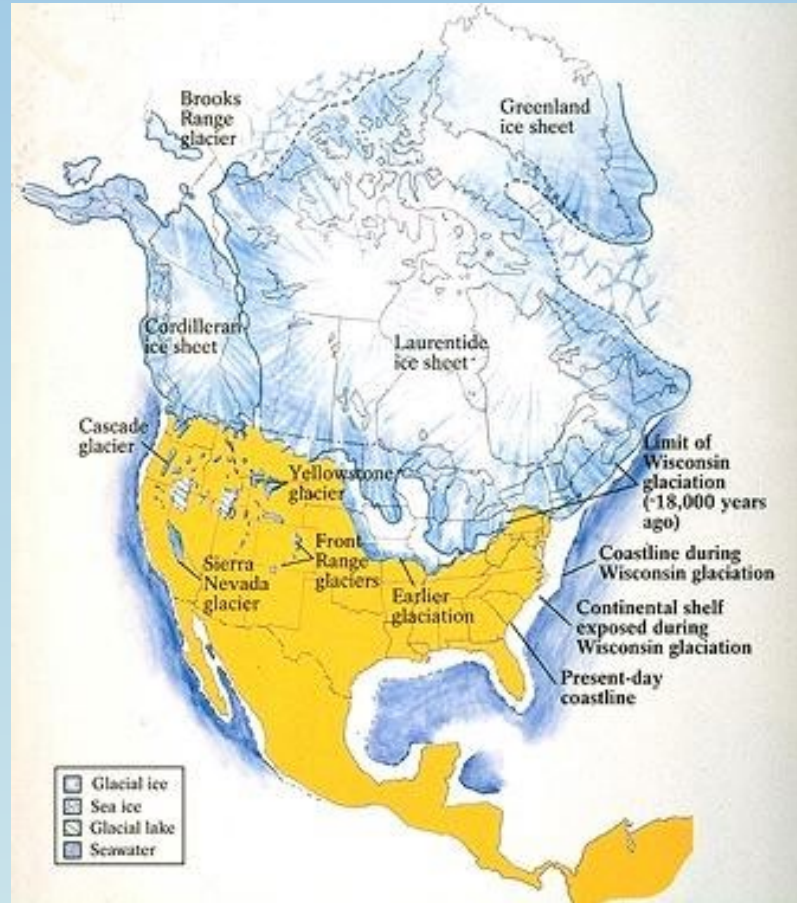 Brooks
Range
glacier
Greenland
ice sheet
Cordilleran
ice sheet
Laurentide
ice sheet
Cascade
glacier
Yellowstone
glacier
Limit of
Wisconsin
glaciation
(~18,000 years
ago)
Sierra
Nevada
glacier
Front
Range
glaciers
Earlier
glaciation
Coastline during
Wisconsin glaciation
Continental shelf
exposed during
Wisconsin glaciation
Present-day
coastline
Glacial ice
Sea ice
Glacial lake
Seawater